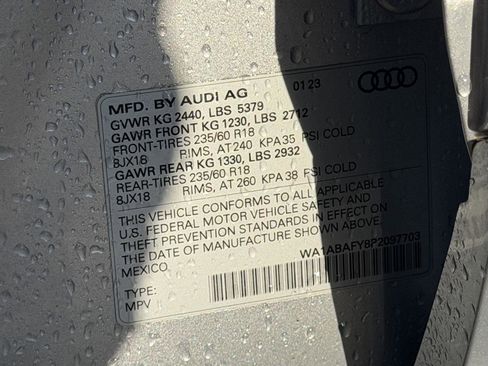 MFD. BY AUDI AG 01 23
GVWR KG 2440, LBS 5379
GAWR FRONT KG 1230, LBS 2712
FRONT-TIRES 235/60 R18
8JX18 RIMS, AT 240 KPA 35 PSI COLD
GAWR REAR KG 1330, LBS 2932
REAR-TIRES 235/60 R18
8JX18 RIMS, AT 260 KPA 38 PSI COLD
THIS VEHICLE CONFORMS TO ALL APPLICABLE
U.S. FEDERAL MOTOR VEHICLE SAFETY AND
THEFT PREVENTION STANDARDS IN EFFECT ON
THE DATE OF MANUFACTURE SHOWN ABOVE.
MEXICO.
WA1ABAFY8P2097703
TYPE:
MPV